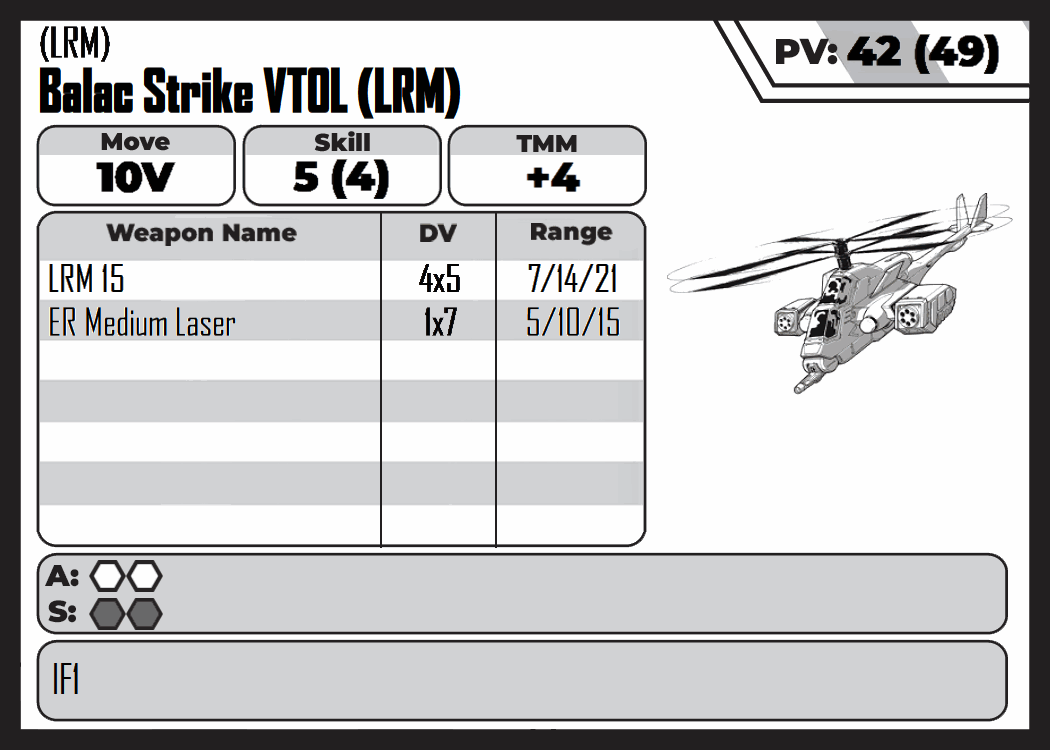 (LRM)
Balac Strike VTOL (LRM)
PV: 42 (49)
Move Skill TMM
10V 5 (4) +4
Weapon Name DV Range
LRM 15 4x5 7/14/21
ER Medium Laser 1x7 5/10/15
A:
S:
IF1